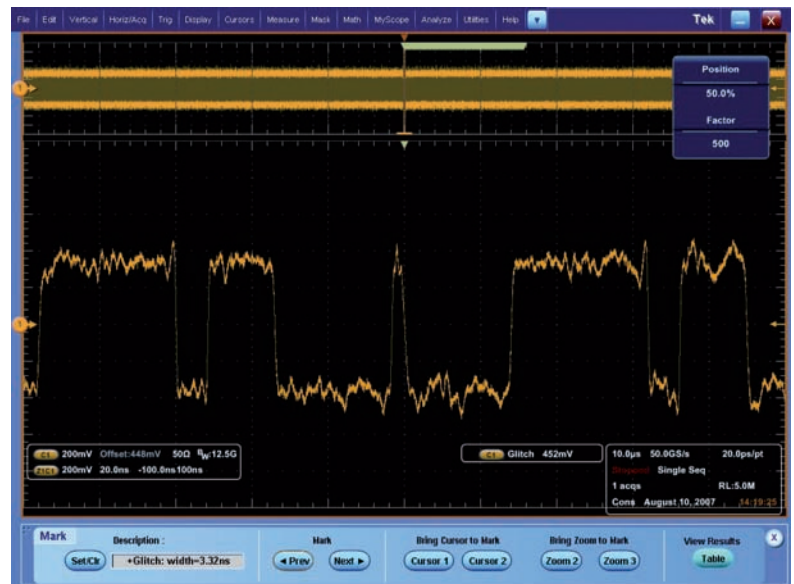 File Edit Vertical Horiz/Acq Trig Display Cursors Measure Mask Math MyScope Analyze Utilities Help Tek X
Position
50.0%
Factor
500
1
1
C1 200mV Offset:448mV 50Ω BW:12.5G
Z1C1 200mV 20.0ns -100.0ns100ns
C1 Glitch 452mV
10.0µs 50.0GS/s 20.0ps/pt
Stopped Single Seq
1 acqs RL:5.0M
Cons August 10, 2007 14:19:25
Mark Description : Mark Bring Cursor to Mark Bring Zoom to Mark View Results X
Set/Clr +Glitch: width=3.32ns ◄ Prev Next ► Cursor 1 Cursor 2 Zoom 2 Zoom 3 Table